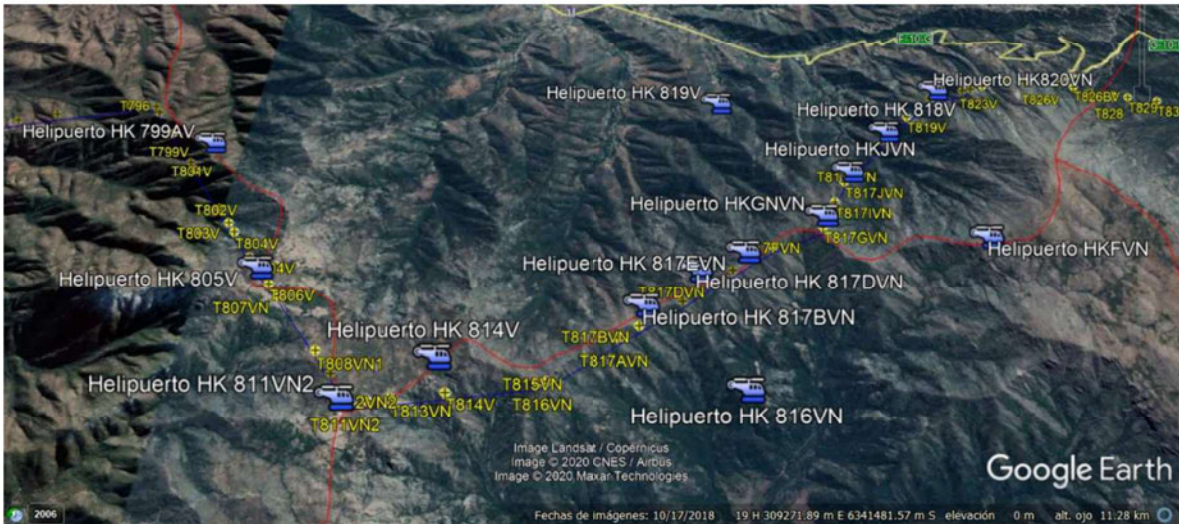 E-10-G
Helipuerto HK 819V
Helipuerto HK820VN
T823V
T826V
T826BV
T828
T829
T796
Helipuerto HK 818V
T819V
Helipuerto HK 799AV
T799V
T801V
Helipuerto HKJVN
T817JVN
T802V
T803V
Helipuerto HKGNVN
T817IVN
T817GVN
T804V
Helipuerto HKFVN
Helipuerto HK 817EVN
Helipuerto HK 805V
Helipuerto HK 817DVN
T806V
T807VN
T817DVN
Helipuerto HK 817BVN
Helipuerto HK 814V
T817BVN
T817AVN
T808VN1
Helipuerto HK 811VN2
T815VN
T816VN
T813VN
T814V
T811VN2
Helipuerto HK 816VN
Image Landsat / Copernicus
Image © 2020 CNES / Airbus
Image © 2020 Maxar Technologies
Google Earth
2006
Fechas de imágenes: 10/17/2018 19 H 309271.89 m E 6341481.57 m S elevación 0 m alt. ojo 11.28 km